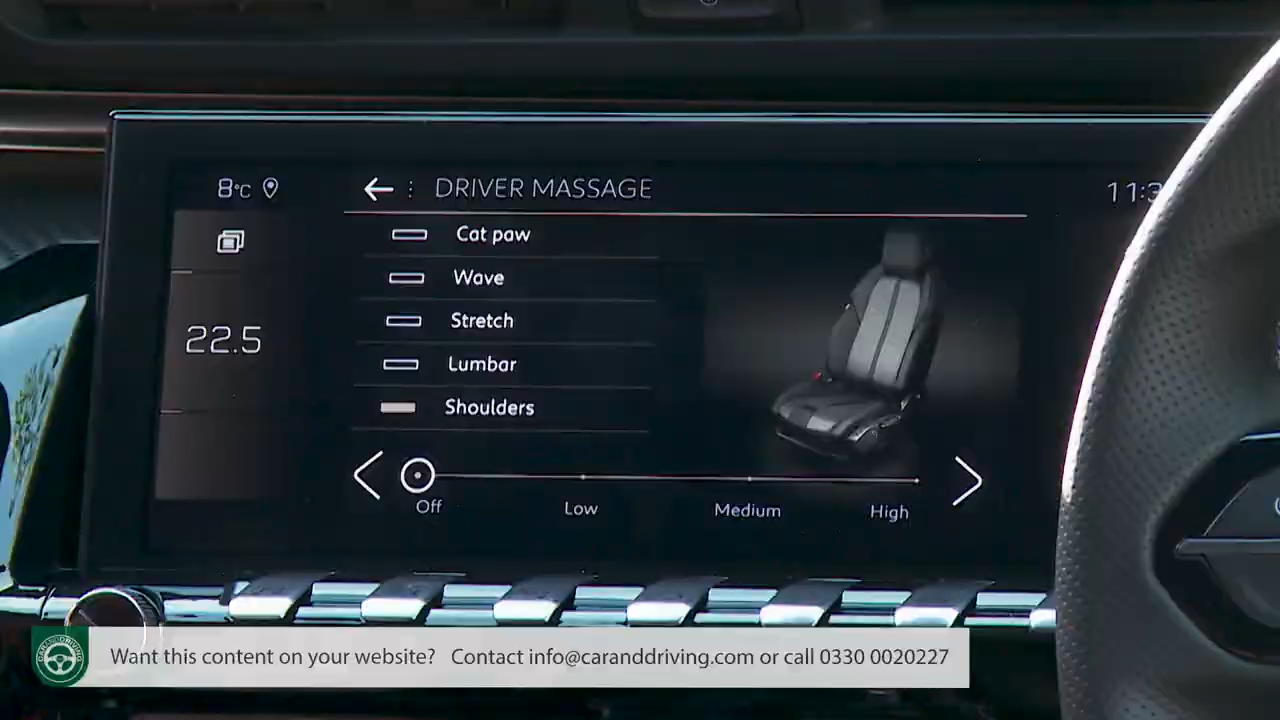 8°C
DRIVER MASSAGE
Cat paw
Wave
22.5
Stretch
Lumbar
Shoulders
Off Low Medium High
Want this content on your website? Contact info@caranddriving.com or call 0330 0020227